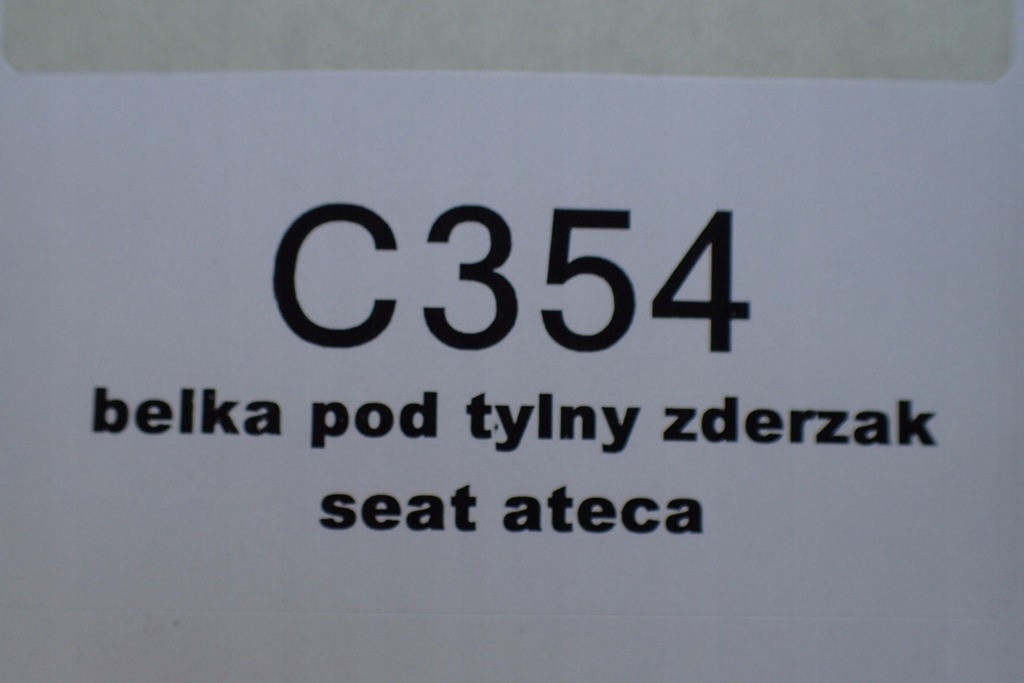 C354
belka pod tylny zderzak
seat ateca